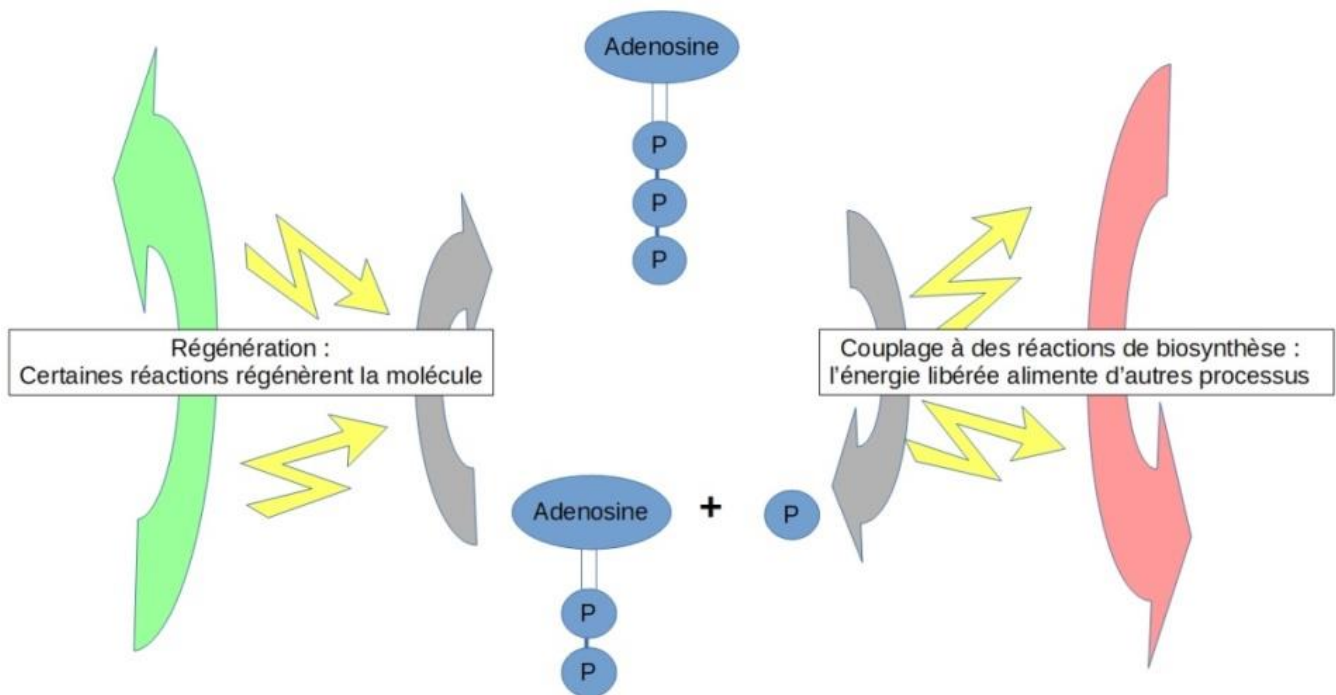 Adenosine
P
P
P
Régénération :
Certaines réactions régénèrent la molécule
Couplage à des réactions de biosynthèse :
l’énergie libérée alimente d’autres processus
Adenosine + P
P
P